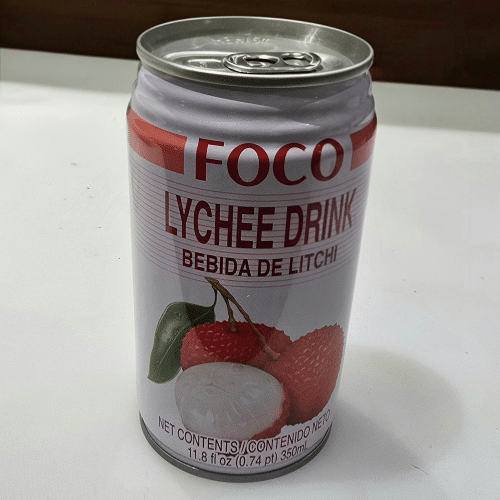 FOCO
LYCHEE DRINK
BEBIDA DE LITCHI
NET CONTENTS/CONTENIDO NETO
11.8 fl oz (0.74 pt) 350ml